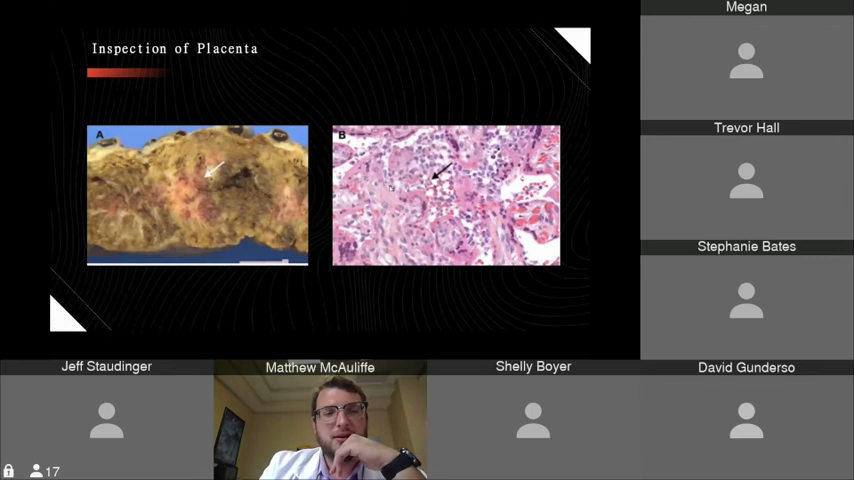 Megan
Inspection of Placenta
A
B
Trevor Hall
Stephanie Bates
Jeff Staudinger
Matthew McAuliffe
Shelly Boyer
David Gunderso
17